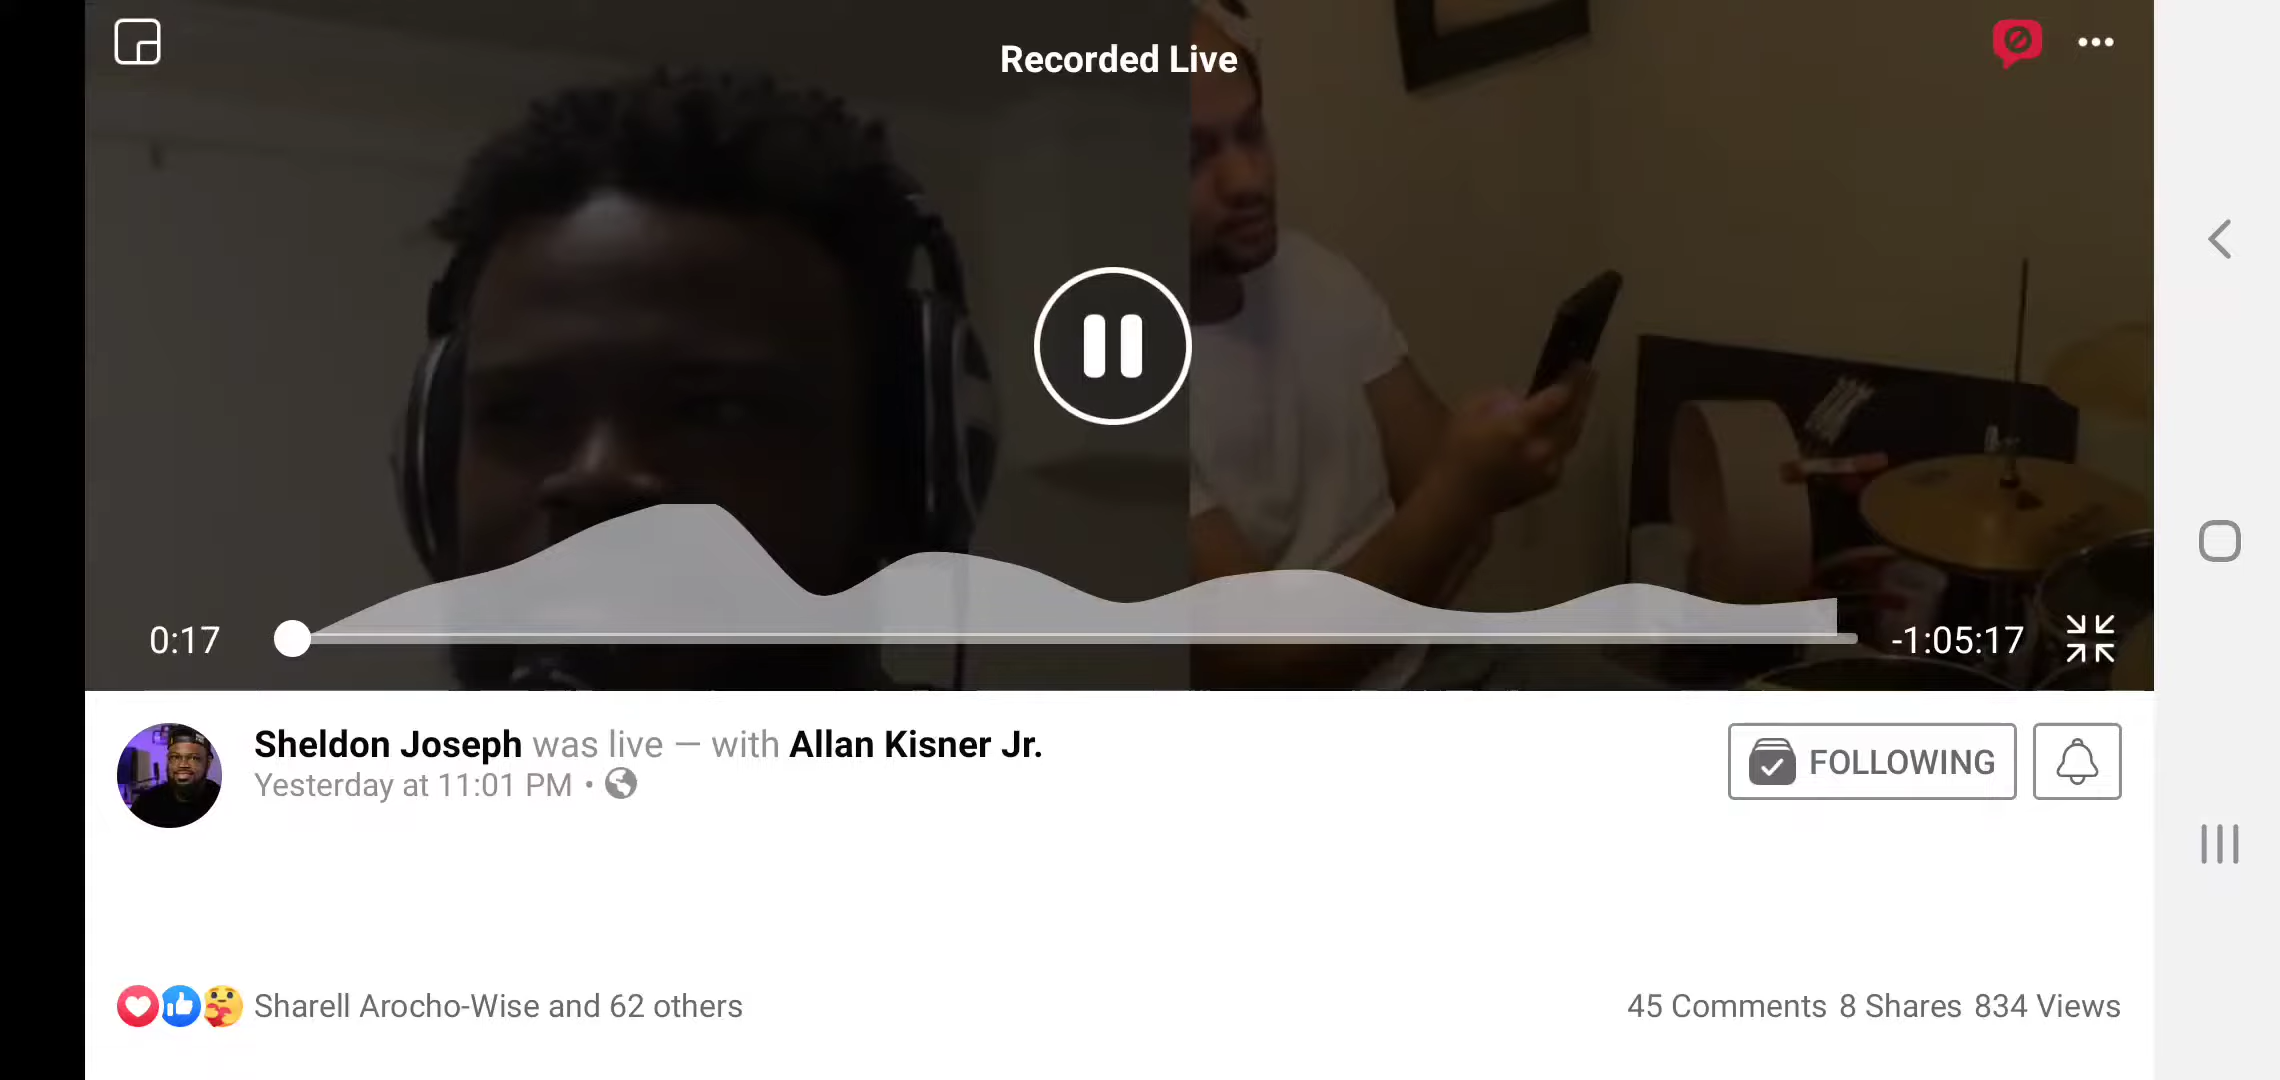 Recorded Live
0:17
-1:05:17
Sheldon Joseph was live — with Allan Kisner Jr.
Yesterday at 11:01 PM •
FOLLOWING
Sharell Arocho-Wise and 62 others
45 Comments 8 Shares 834 Views